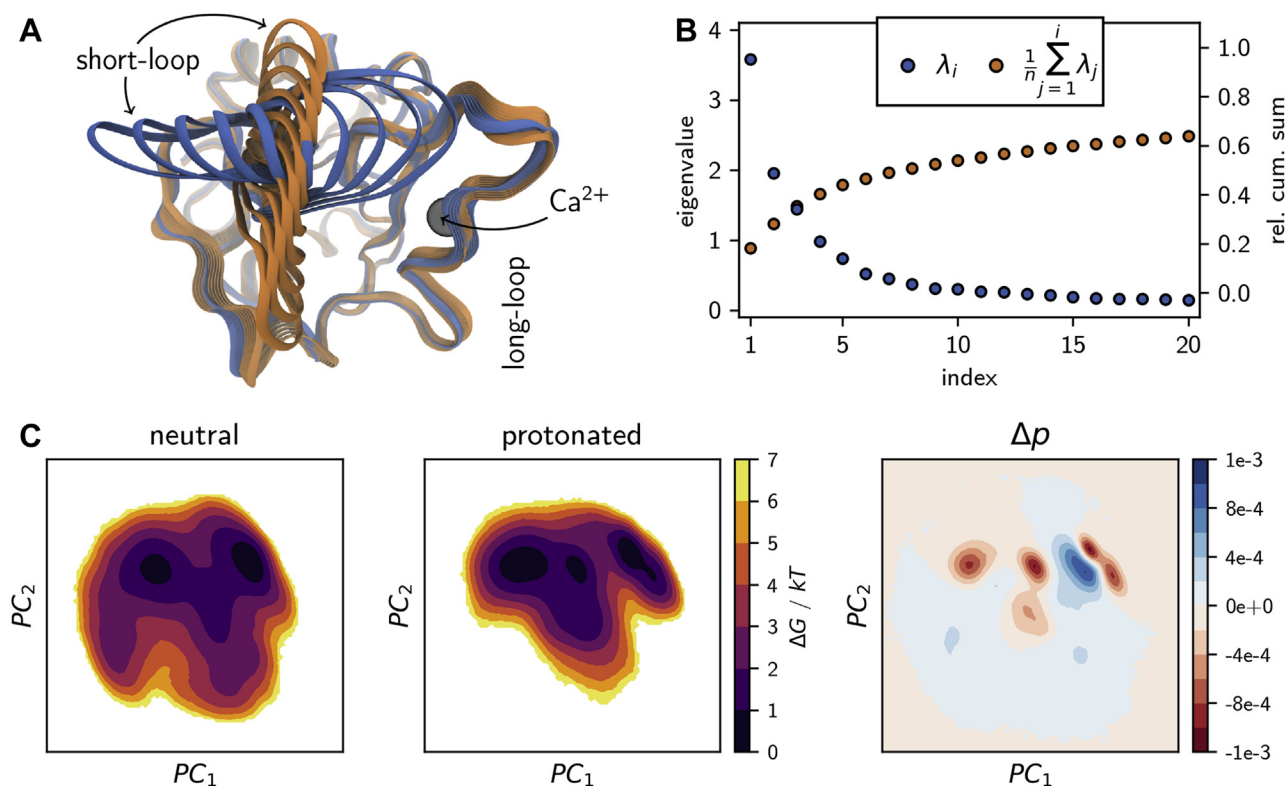 A
short-loop
Ca²⁺
long-loop
B
eigenvalue
4
3
2
1
0
λᵢ
1/n ∑ⁱⱼ₌₁ λⱼ
1.0
0.8
0.6
0.4
0.2
0.0
rel. cum. sum
1 5 10 15 20
index
C
neutral
PC₂
PC₁
protonated
PC₂
PC₁
7
6
5
4
3
2
1
0
ΔG / kT
Δp
PC₂
PC₁
1e-3
8e-4
4e-4
0e+0
-4e-4
-8e-4
-1e-3